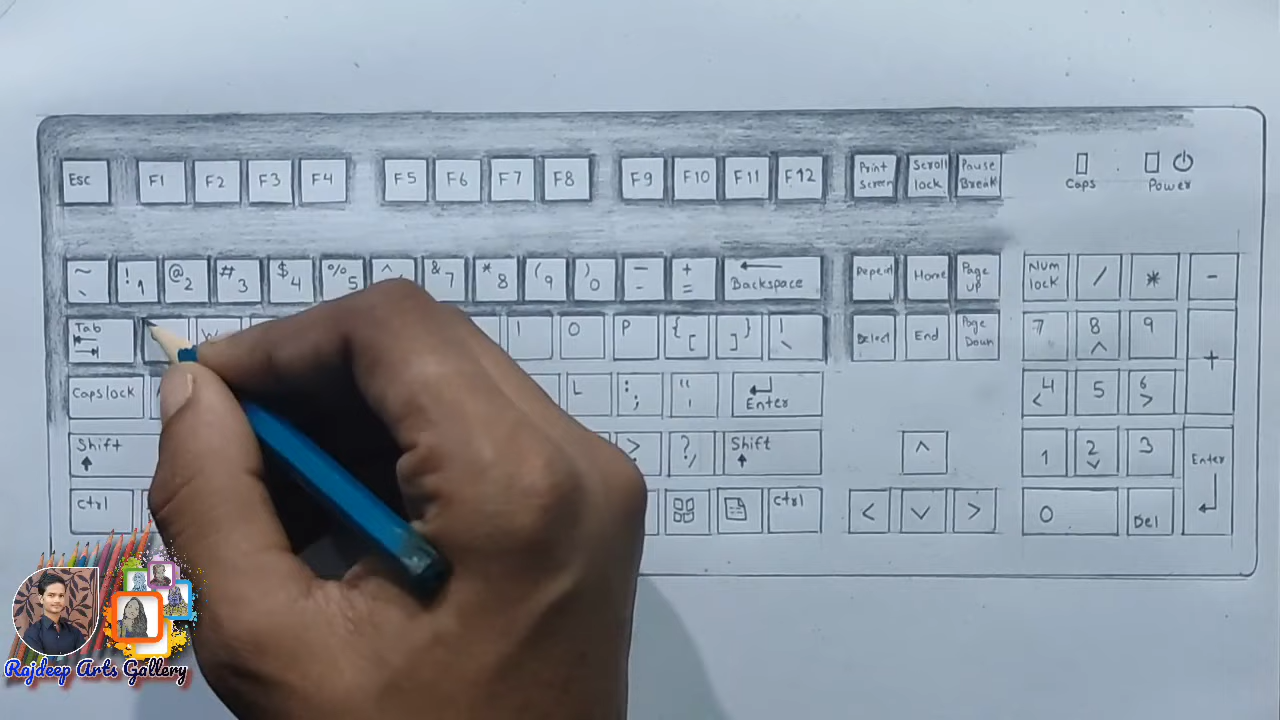 Esc F1 F2 F3 F4 F5 F6 F7 F8 F9 F10 F11 F12 Print Screen Scroll lock Pause Break
Caps Power
~ ` ! 1 @ 2 # 3 $ 4 % 5 ^ & 7 * 8 ( 9 ) 0 - - + = Backspace Home Page up Num lock / * -
Tab W I O P { [ } ] | \ Select End Page Down 7 8 ^ 9 +
Capslock L : ; " ' Enter 4 < 5 6 >
Shift > ? / Shift ^ 1 2 3 Enter
Ctrl Ctrl < > 0 Del
Rajdeep Arts Gallery